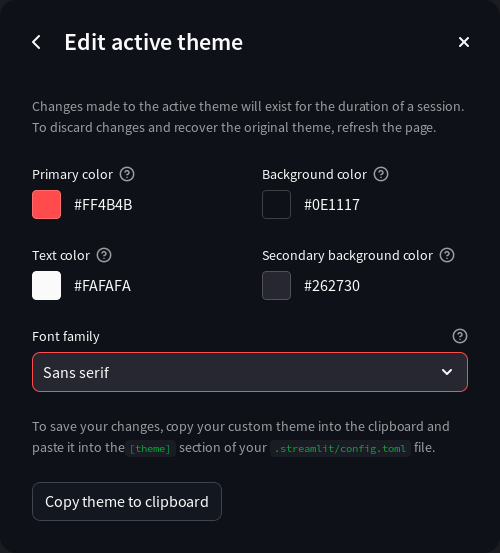 Edit active theme
Changes made to the active theme will exist for the duration of a session.
To discard changes and recover the original theme, refresh the page.
Primary color
Background color
#FF4B4B
#0E1117
Text color
Secondary background color
#FAFAFA
#262730
Font family
Sans serif
To save your changes, copy your custom theme into the clipboard and
paste it into the [theme] section of your .streamlit/config.toml file.
Copy theme to clipboard